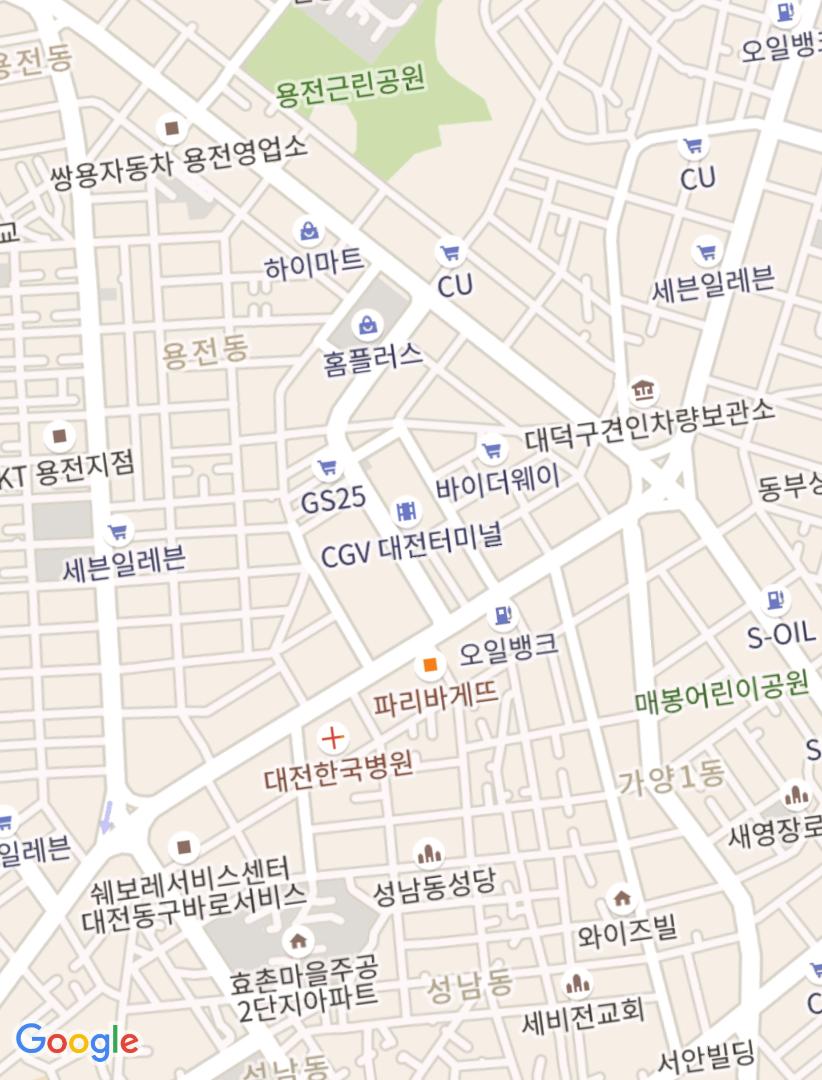 용전동
오일뱅크
용전근린공원
쌍용자동차 용전영업소
CU
교
하이마트
CU
세븐일레븐
용전동
홈플러스
대덕구견인차량보관소
KT 용전지점
GS25
바이더웨이
동부성
CGV 대전터미널
세븐일레븐
S-OIL
오일뱅크
파리바게뜨
매봉어린이공원
대전한국병원
S
가양1동
새영장로
일레븐
쉐보레서비스센터
대전동구바로서비스
성남동성당
와이즈빌
효촌마을주공
2단지아파트
성남동
세비전교회
C
Google
성남동
서안빌딩